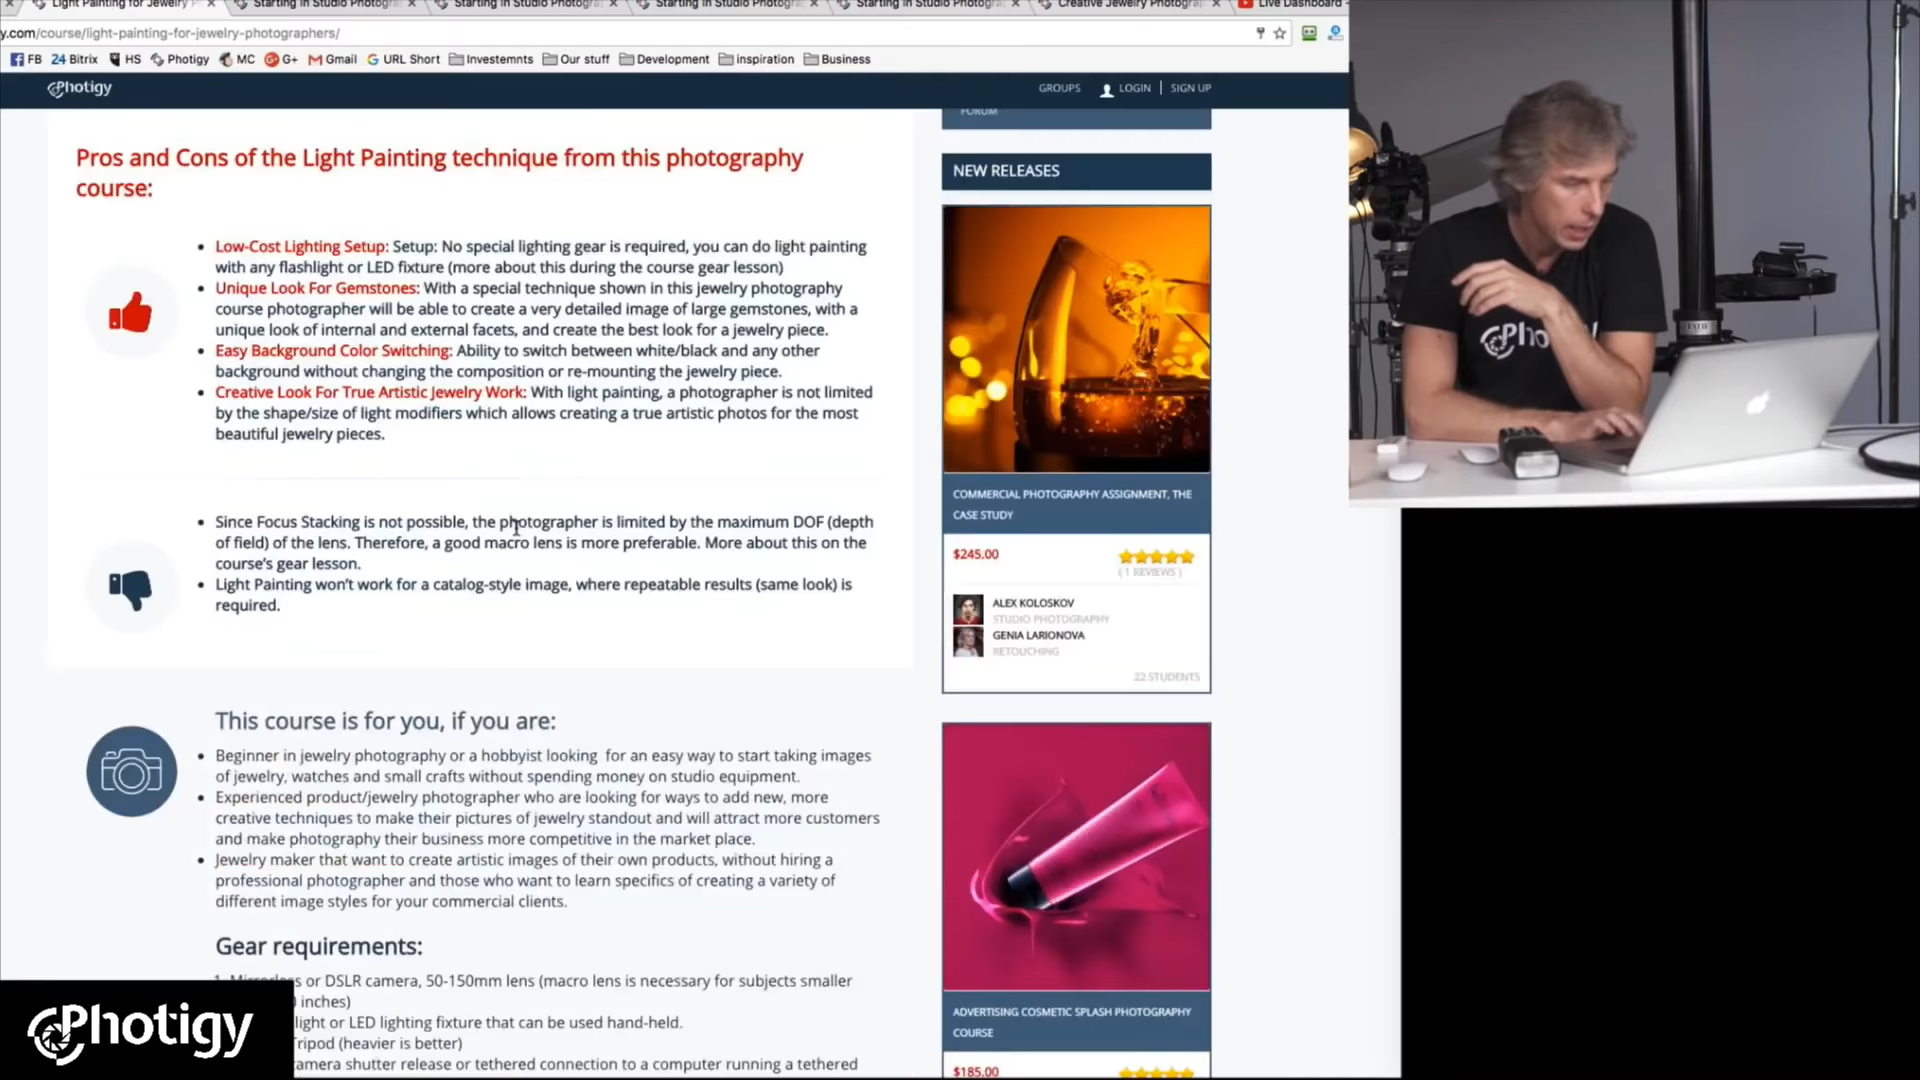 Light Painting for Jewelry P
Starting in Studio Photogra
Starting in Studio Photogra
Starting in Studio Photogra
Starting in Studio Photogra
Creative Jewelry Photograp
Live Dashboard
y.com/course/light-painting-for-jewelry-photographers/
FB 24 Bitrix HS Photigy MC G+ Gmail URL Short Investemnts Our stuff Development inspiration Business
Photigy
GROUPS LOGIN | SIGN UP
FORUM
Pros and Cons of the Light Painting technique from this photography
course:
• Low-Cost Lighting Setup: Setup: No special lighting gear is required, you can do light painting
with any flashlight or LED fixture (more about this during the course gear lesson)
• Unique Look For Gemstones: With a special technique shown in this jewelry photography
course photographer will be able to create a very detailed image of large gemstones, with a
unique look of internal and external facets, and create the best look for a jewelry piece.
• Easy Background Color Switching: Ability to switch between white/black and any other
background without changing the composition or re-mounting the jewelry piece.
• Creative Look For True Artistic Jewelry Work: With light painting, a photographer is not limited
by the shape/size of light modifiers which allows creating a true artistic photos for the most
beautiful jewelry pieces.
• Since Focus Stacking is not possible, the photographer is limited by the maximum DOF (depth
of field) of the lens. Therefore, a good macro lens is more preferable. More about this on the
course's gear lesson.
• Light Painting won't work for a catalog-style image, where repeatable results (same look) is
required.
This course is for you, if you are:
• Beginner in jewelry photography or a hobbyist looking for an easy way to start taking images
of jewelry, watches and small crafts without spending money on studio equipment.
• Experienced product/jewelry photographer who are looking for ways to add new, more
creative techniques to make their pictures of jewelry standout and will attract more customers
and make photography their business more competitive in the market place.
• Jewelry maker that want to create artistic images of their own products, without hiring a
professional photographer and those who want to learn specifics of creating a variety of
different image styles for your commercial clients.
Gear requirements:
1. Mirrorless or DSLR camera, 50-150mm lens (macro lens is necessary for subjects smaller
inches)
light or LED lighting fixture that can be used hand-held.
Tripod (heavier is better)
camera shutter release or tethered connection to a computer running a tethered
NEW RELEASES
COMMERCIAL PHOTOGRAPHY ASSIGNMENT, THE
CASE STUDY
$245.00
( 1 REVIEWS )
ALEX KOLOSKOV
STUDIO PHOTOGRAPHY
GENIA LARIONOVA
RETOUCHING
22 STUDENTS
ADVERTISING COSMETIC SPLASH PHOTOGRAPHY
COURSE
$185.00
Pho
Photigy